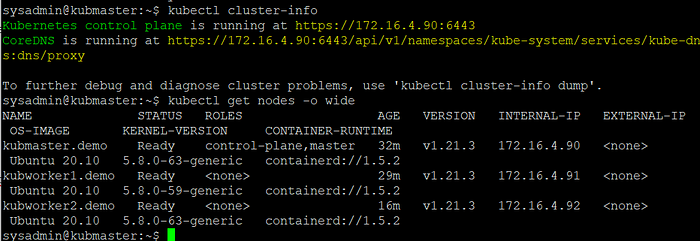 sysadmin@kubmaster:~$ kubectl cluster-info
Kubernetes control plane is running at https://172.16.4.90:6443
CoreDNS is running at https://172.16.4.90:6443/api/v1/namespaces/kube-system/services/kube-dn
s:dns/proxy

To further debug and diagnose cluster problems, use 'kubectl cluster-info dump'.
sysadmin@kubmaster:~$ kubectl get nodes -o wide
NAME STATUS ROLES AGE VERSION INTERNAL-IP EXTERNAL-IP
OS-IMAGE KERNEL-VERSION CONTAINER-RUNTIME
kubmaster.demo Ready control-plane,master 32m v1.21.3 172.16.4.90 <none>
Ubuntu 20.10 5.8.0-63-generic containerd://1.5.2
kubworker1.demo Ready <none> 29m v1.21.3 172.16.4.91 <none>
Ubuntu 20.10 5.8.0-59-generic containerd://1.5.2
kubworker2.demo Ready <none> 16m v1.21.3 172.16.4.92 <none>
Ubuntu 20.10 5.8.0-63-generic containerd://1.5.2
sysadmin@kubmaster:~$